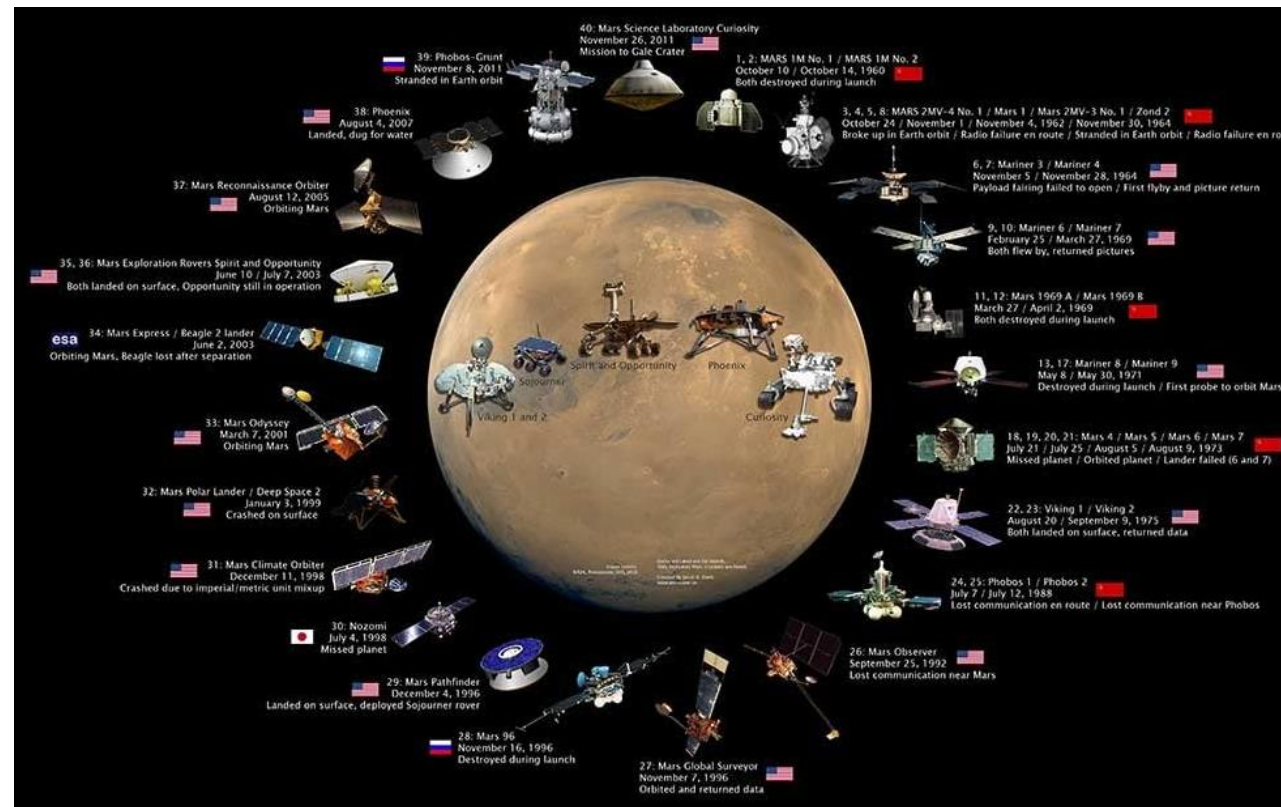 40: Mars Science Laboratory Curiosity
November 26, 2011
Mission to Gale Crater
1, 2: MARS 1M No. 1 / MARS 1M No. 2
October 10 / October 14, 1960
Both destroyed during launch
3, 4, 5, 8: MARS 2MV-4 No. 1 / Mars 1 / Mars 2MV-3 No. 1 / Zond 2
October 24 / November 1 / November 4, 1962 / November 30, 1964
Broke up in Earth orbit / Radio failure en route / Stranded in Earth orbit / Radio failure en ro
6, 7: Mariner 3 / Mariner 4
November 5 / November 28, 1964
Payload fairing failed to open / First flyby and picture return
9, 10: Mariner 6 / Mariner 7
February 25 / March 27, 1969
Both flew by, returned pictures
11, 12: Mars 1969 A / Mars 1969 B
March 27 / April 2, 1969
Both destroyed during launch
13, 17: Mariner 8 / Mariner 9
May 8 / May 30, 1971
Destroyed during launch / First probe to orbit Mars
18, 19, 20, 21: Mars 4 / Mars 5 / Mars 6 / Mars 7
July 21 / July 25 / August 5 / August 9, 1973
Missed planet / Orbited planet / Lander failed (6 and 7)
22, 23: Viking 1 / Viking 2
August 20 / September 9, 1975
Both landed on surface, returned data
24, 25: Phobos 1 / Phobos 2
July 7 / July 12, 1988
Lost communication en route / Lost communication near Phobos
26: Mars Observer
September 25, 1992
Lost communication near Mars
27: Mars Global Surveyor
November 7, 1996
Orbited and returned data
28: Mars 96
November 16, 1996
Destroyed during launch
29: Mars Pathfinder
December 4, 1996
Landed on surface, deployed Sojourner rover
30: Nozomi
July 4, 1998
Missed planet
31: Mars Climate Orbiter
December 11, 1998
Crashed due to imperial/metric unit mixup
32: Mars Polar Lander / Deep Space 2
January 3, 1999
Crashed on surface
33: Mars Odyssey
March 7, 2001
Orbiting Mars
esa
34: Mars Express / Beagle 2 lander
June 2, 2003
Orbiting Mars, Beagle lost after separation
35, 36: Mars Exploration Rovers Spirit and Opportunity
June 10 / July 7, 2003
Both landed on surface, Opportunity still in operation
37: Mars Reconnaissance Orbiter
August 12, 2005
Orbiting Mars
38: Phoenix
August 4, 2007
Landed, dug for water
39: Phobos-Grunt
November 8, 2011
Stranded in Earth orbit
Viking 1 and 2
Sojourner
Spirit and Opportunity
Phoenix
Curiosity